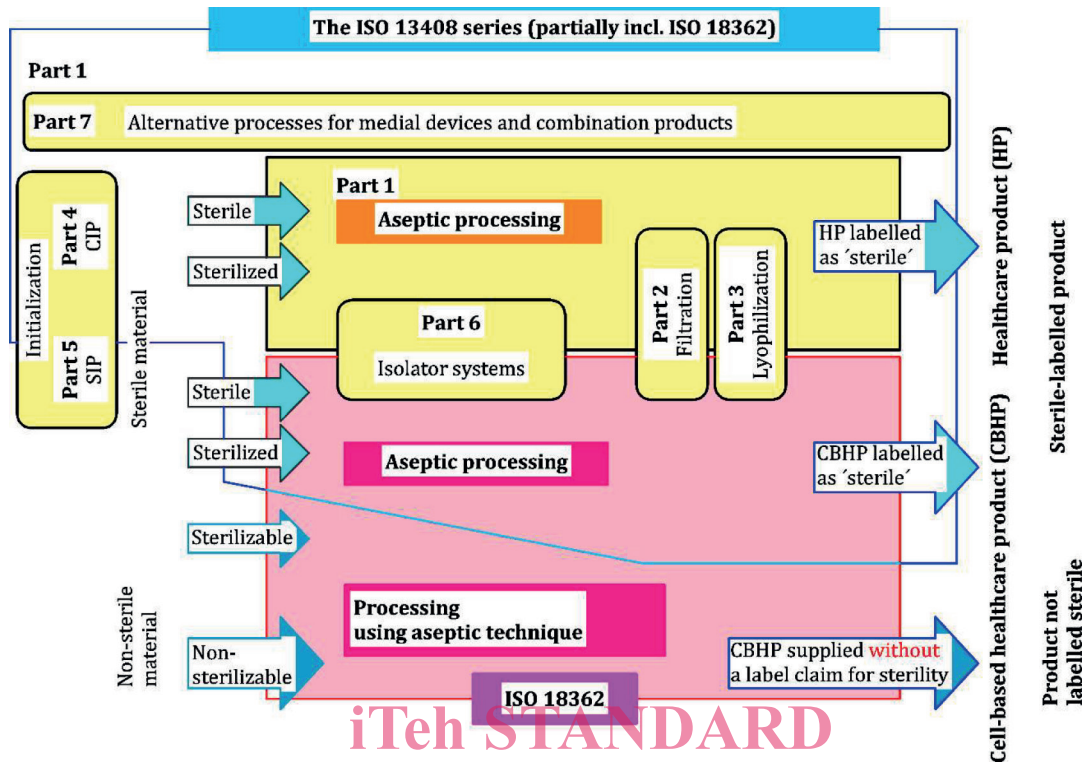 The ISO 13408 series (partially incl. ISO 18362)
Part 1
Part 7 Alternative processes for medial devices and combination products
Initialization
Part 4
CIP
Part 5
SIP
Sterile material
Non-sterile
material
Sterile
Sterilized
Part 1
Aseptic processing
Part 6
Isolator systems
Part 2
Filtration
Part 3
Lyophilization
HP labelled
as ´sterile´
Sterile
Sterilized
Aseptic processing
CBHP labelled
as ´sterile´
Sterilizable
Non-
sterilizable
Processing
using aseptic technique
CBHP supplied without
a label claim for sterility
ISO 18362
Healthcare product (HP)
Cell-based healthcare product (CBHP)
Sterile-labelled product
Product not
labelled sterile
iTeh STANDARD